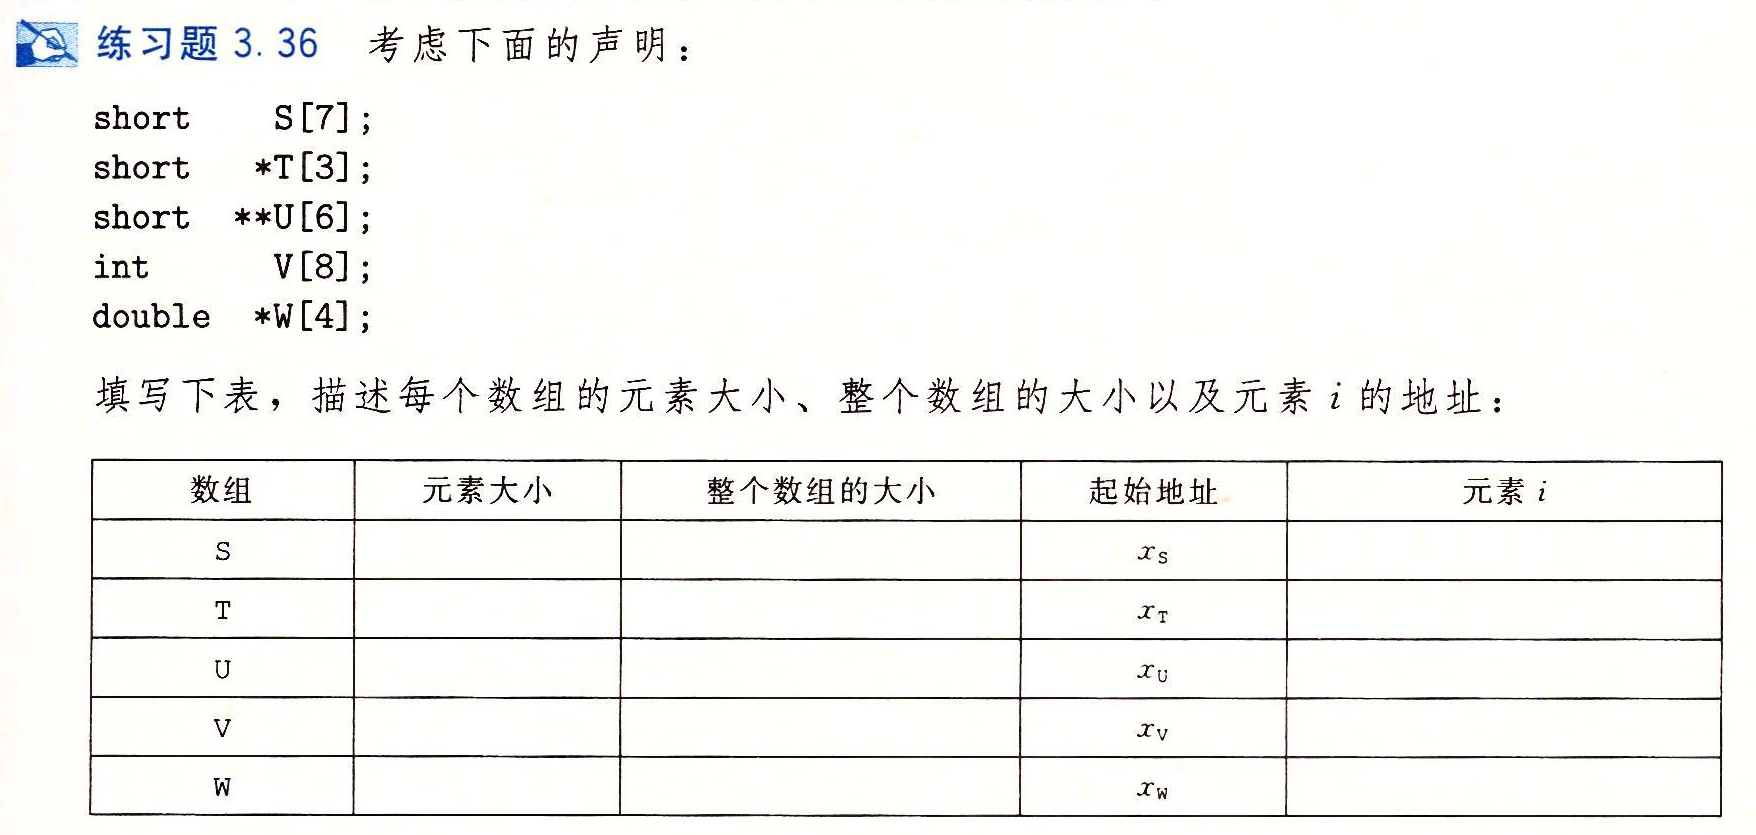 练习题 3.36 考虑下面的声明：
short S[7];
short *T[3];
short **U[6];
int V[8];
double *W[4];
填写下表，描述每个数组的元素大小、整个数组的大小以及元素 i 的地址：
数组 元素大小 整个数组的大小 起始地址 元素 i
S xS
T xT
U xU
V xV
W xW